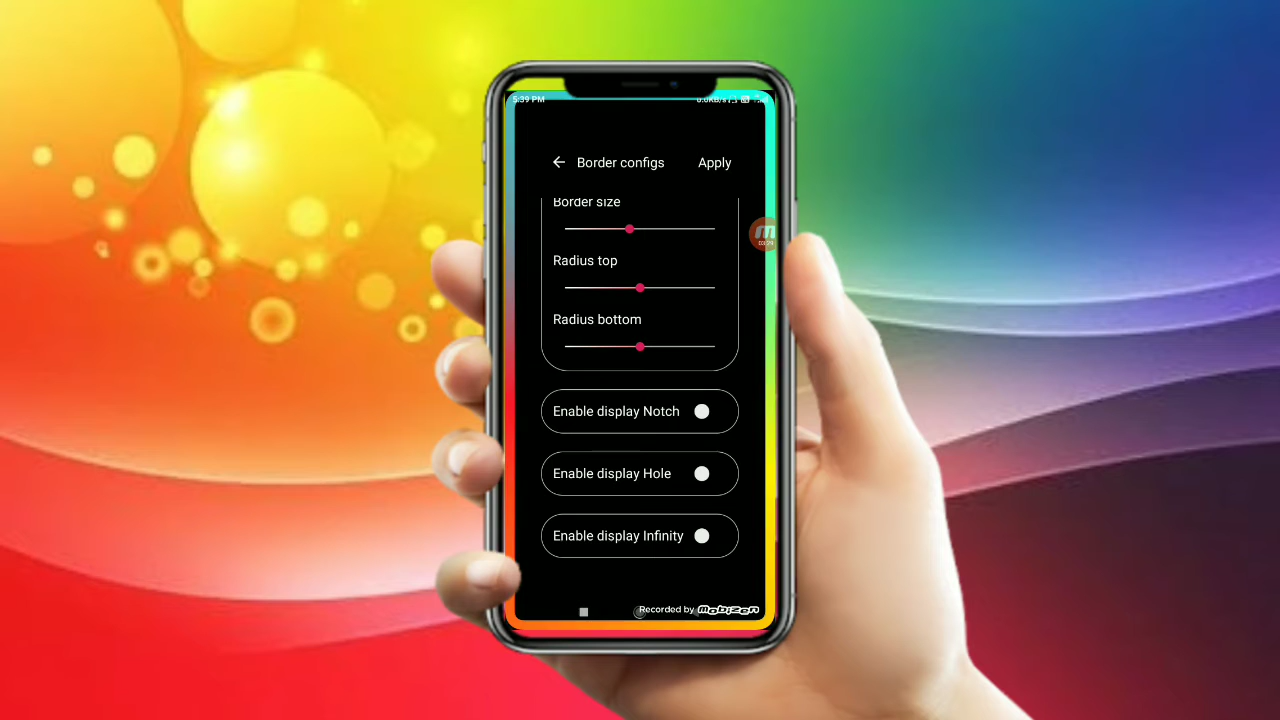 5:39 PM
← Border configs Apply
Border size
Radius top
Radius bottom
Enable display Notch
Enable display Hole
Enable display Infinity
Recorded by Mobizen